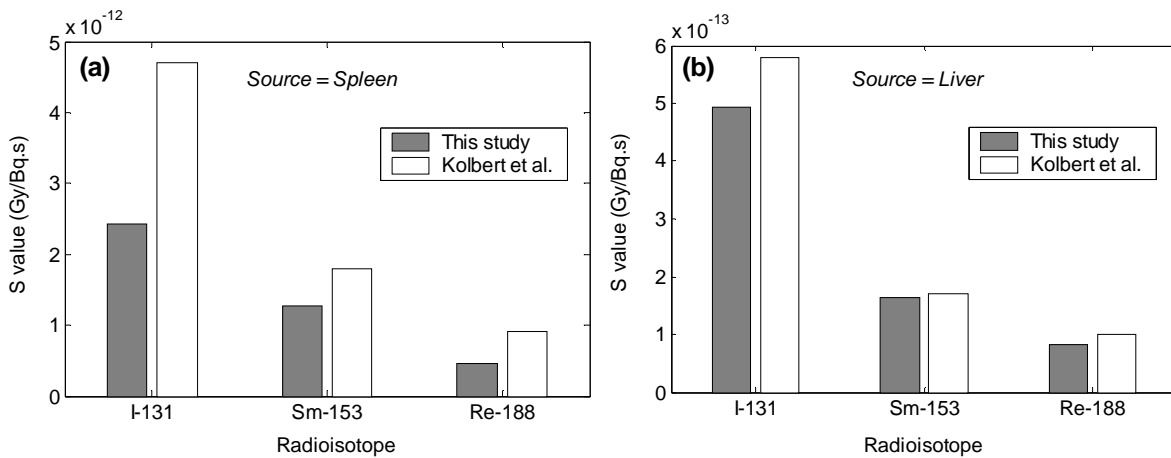 x 10-12
5
4
3
2
1
0
(a)
Source = Spleen
This study
Kolbert et al.
S value (Gy/Bq.s)
I-131 Sm-153 Re-188
Radioisotope
x 10-13
6
5
4
3
2
1
0
(b)
Source = Liver
This study
Kolbert et al.
S value (Gy/Bq.s)
I-131 Sm-153 Re-188
Radioisotope